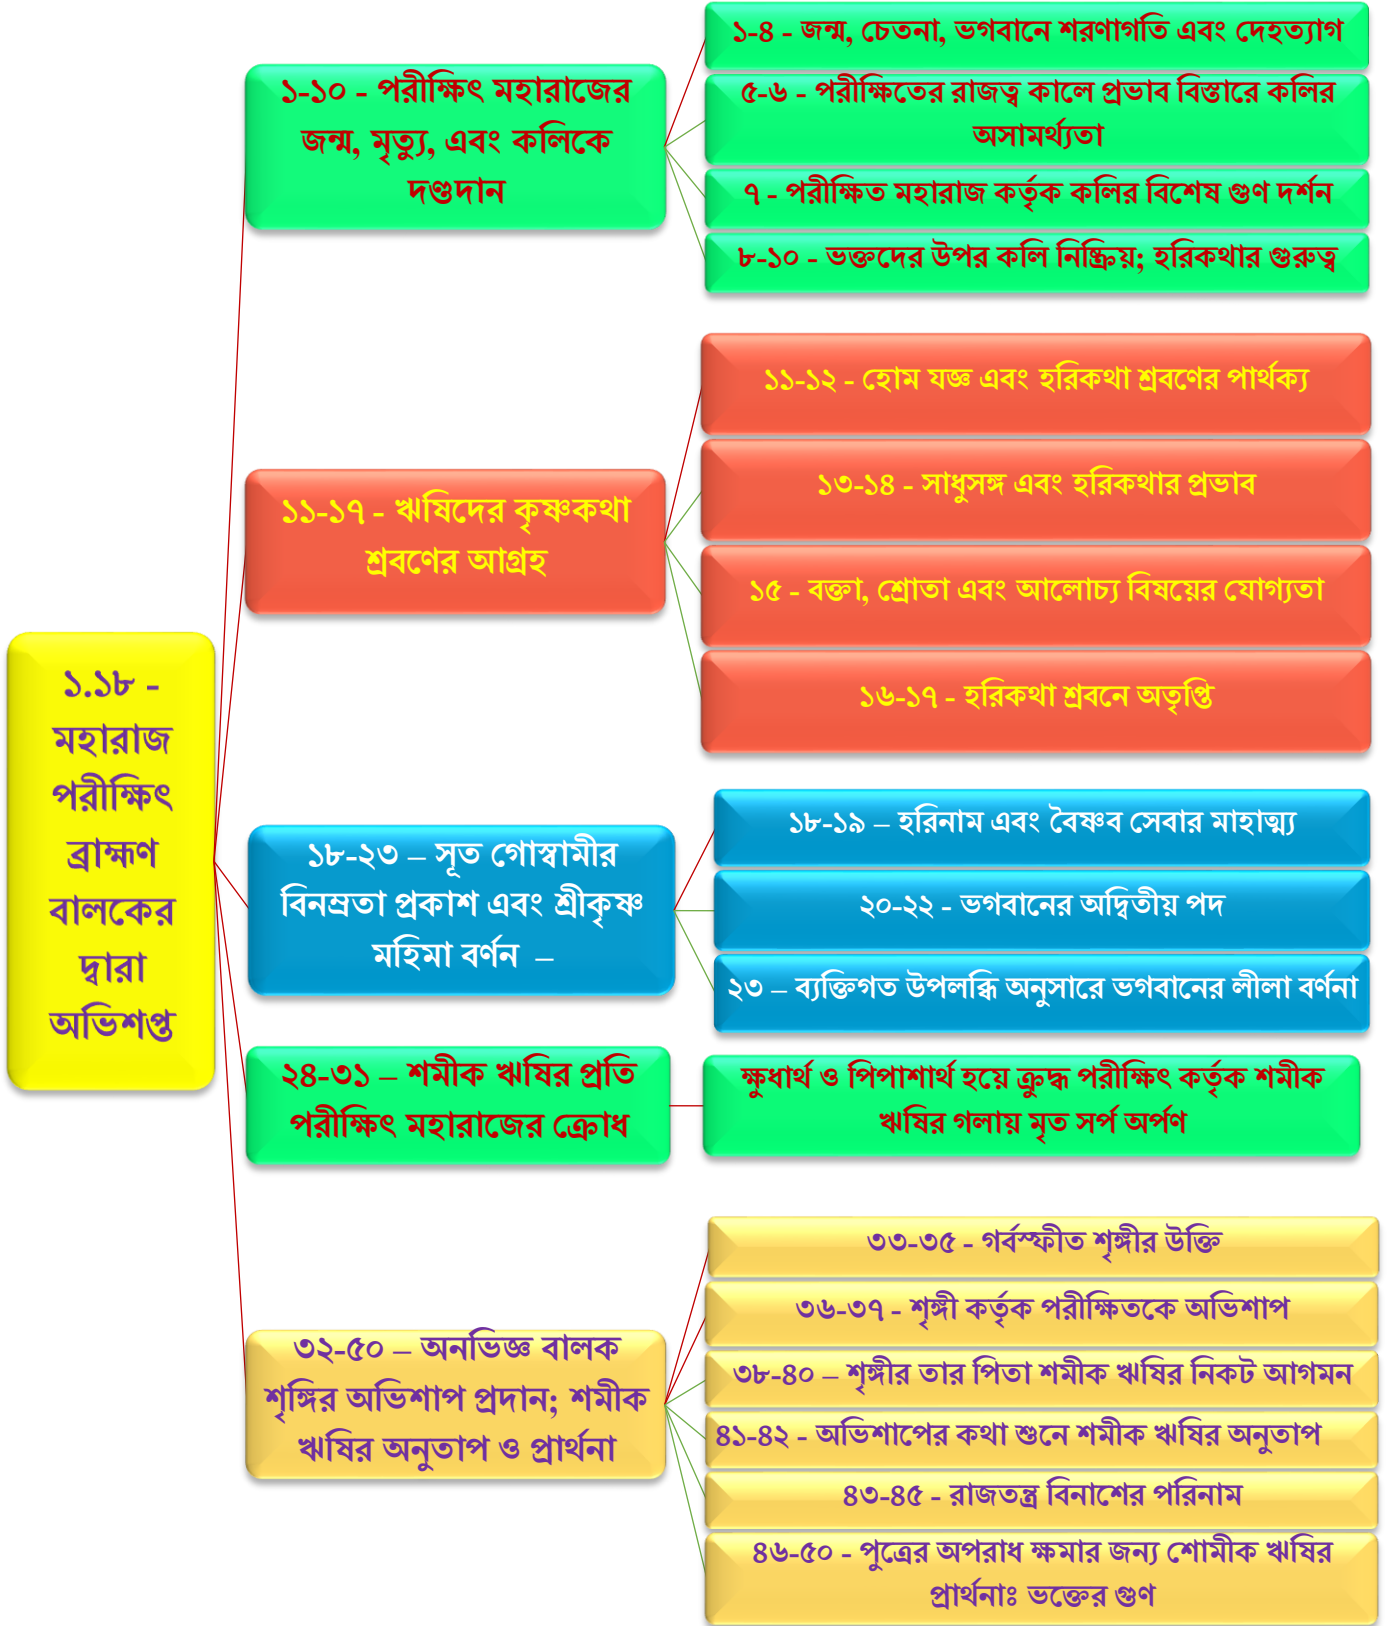 ১.১৮ -
মহারাজ
পরীক্ষিৎ
ব্রাহ্মণ
বালকের
দ্বারা
অভিশপ্ত
১-১০ - পরীক্ষিৎ মহারাজের
জন্ম, মৃত্যু, এবং কলিকে
দণ্ডদান
১-৪ - জন্ম, চেতনা, ভগবানে শরণাগতি এবং দেহত্যাগ
৫-৬ - পরীক্ষিতের রাজত্ব কালে প্রভাব বিস্তারে কলির
অসামর্থ্যতা
৭ - পরীক্ষিত মহারাজ কর্তৃক কলির বিশেষ গুণ দর্শন
৮-১০ - ভক্তদের উপর কলি নিষ্ক্রিয়; হরিকথার গুরুত্ব
১১-১৭ - ঋষিদের কৃষ্ণকথা
শ্রবণের আগ্রহ
১১-১২ - হোম যজ্ঞ এবং হরিকথা শ্রবণের পার্থক্য
১৩-১৪ - সাধুসঙ্গ এবং হরিকথার প্রভাব
১৫ - বক্তা, শ্রোতা এবং আলোচ্য বিষয়ের যোগ্যতা
১৬-১৭ - হরিকথা শ্রবনে অতৃপ্তি
১৮-২৩ – সূত গোস্বামীর
বিনম্রতা প্রকাশ এবং শ্রীকৃষ্ণ
মহিমা বর্ণন –
১৮-১৯ – হরিনাম এবং বৈষ্ণব সেবার মাহাত্ম্য
২০-২২ - ভগবানের অদ্বিতীয় পদ
২৩ – ব্যক্তিগত উপলব্ধি অনুসারে ভগবানের লীলা বর্ণনা
২৪-৩১ – শমীক ঋষির প্রতি
পরীক্ষিৎ মহারাজের ক্রোধ
ক্ষুধার্থ ও পিপাশার্থ হয়ে ক্রুদ্ধ পরীক্ষিৎ কর্তৃক শমীক
ঋষির গলায় মৃত সর্প অর্পণ
৩২-৫০ – অনভিজ্ঞ বালক
শৃঙ্গির অভিশাপ প্রদান; শমীক
ঋষির অনুতাপ ও প্রার্থনা
৩৩-৩৫ - গর্বস্ফীত শৃঙ্গীর উক্তি
৩৬-৩৭ - শৃঙ্গী কর্তৃক পরীক্ষিতকে অভিশাপ
৩৮-৪০ – শৃঙ্গীর তার পিতা শমীক ঋষির নিকট আগমন
৪১-৪২ - অভিশাপের কথা শুনে শমীক ঋষির অনুতাপ
৪৩-৪৫ - রাজতন্ত্র বিনাশের পরিনাম
৪৬-৫০ - পুত্রের অপরাধ ক্ষমার জন্য শোমীক ঋষির
প্রার্থনাঃ ভক্তের গুণ